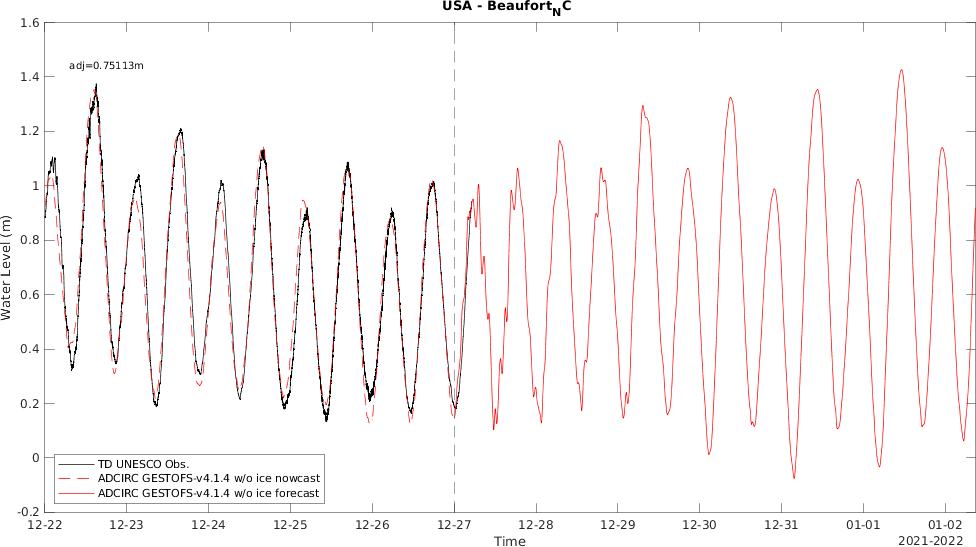 USA - Beaufort_NC
1.6
1.4
1.2
1
0.8
0.6
0.4
0.2
0
-0.2
Water Level (m)
adj=0.75113m
TD UNESCO Obs.
ADCIRC GESTOFS-v4.1.4 w/o ice nowcast
ADCIRC GESTOFS-v4.1.4 w/o ice forecast
12-22 12-23 12-24 12-25 12-26 12-27 12-28 12-29 12-30 12-31 01-01 01-02
Time
2021-2022